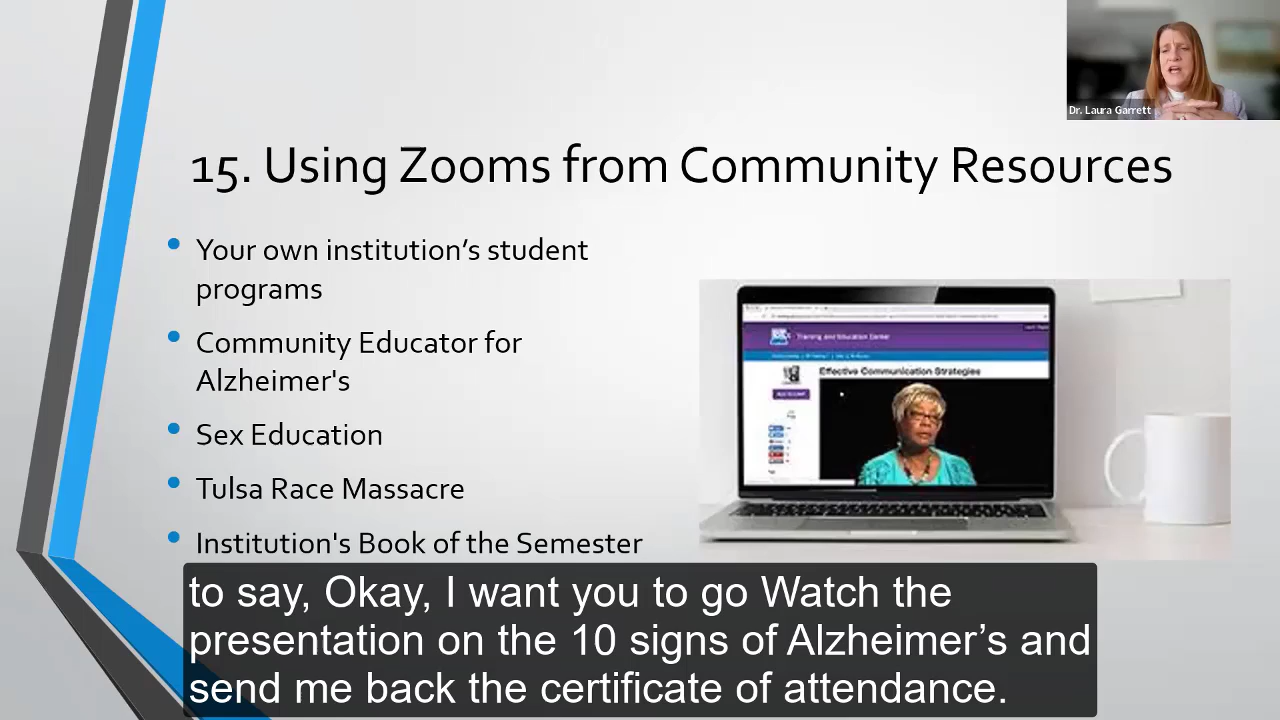 Dr. Laura Garrett
15. Using Zooms from Community Resources
• Your own institution’s student
programs
• Community Educator for
Alzheimer's
• Sex Education
• Tulsa Race Massacre
• Institution's Book of the Semester
Training and Education Center
Effective Communication Strategies
to say, Okay, I want you to go Watch the
presentation on the 10 signs of Alzheimer’s and
send me back the certificate of attendance.